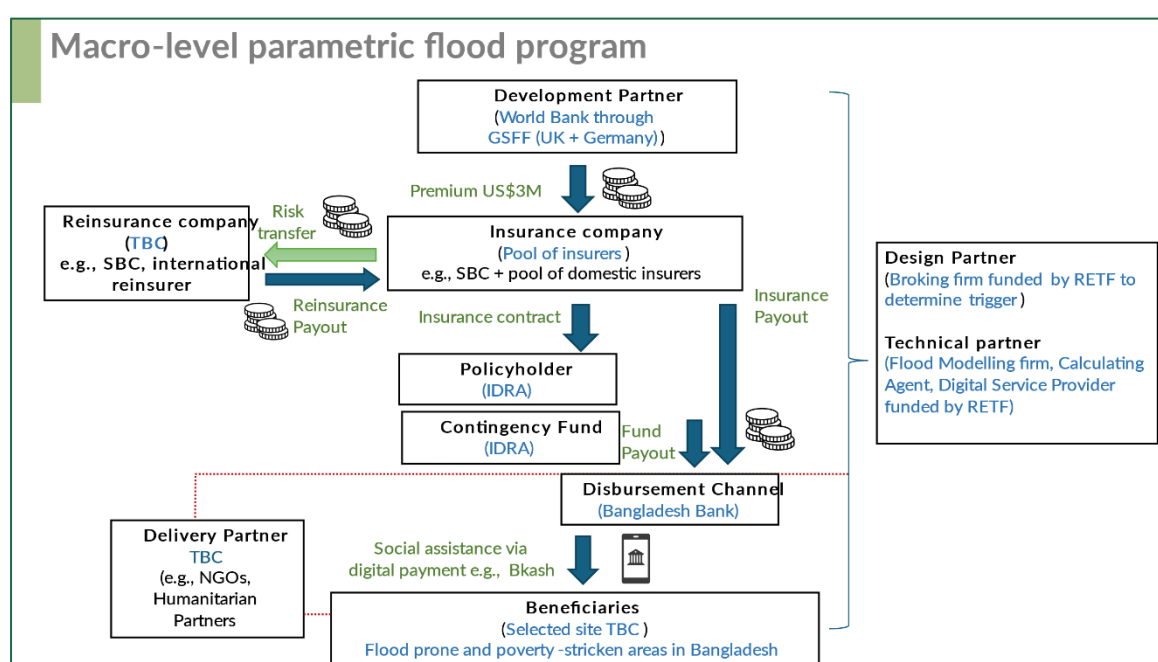 Macro-level parametric flood program
Development Partner
(World Bank through
GSFF (UK + Germany))
Premium US$3M
Reinsurance company
(TBC)
e.g., SBC, international
reinsurer
Risk
transfer
Reinsurance
Payout
Insurance company
(Pool of insurers )
e.g., SBC + pool of domestic insurers
Insurance contract
Insurance
Payout
Policyholder
(IDRA)
Contingency Fund
(IDRA)
Fund
Payout
Disbursement Channel
(Bangladesh Bank)
Delivery Partner
TBC
(e.g., NGOs,
Humanitarian
Partners
Social assistance via
digital payment e.g., Bkash
Beneficiaries
(Selected site TBC )
Flood prone and poverty -stricken areas in Bangladesh
Design Partner
(Broking firm funded by RETF to
determine trigger)
Technical partner
(Flood Modelling firm, Calculating
Agent, Digital Service Provider
funded by RETF)